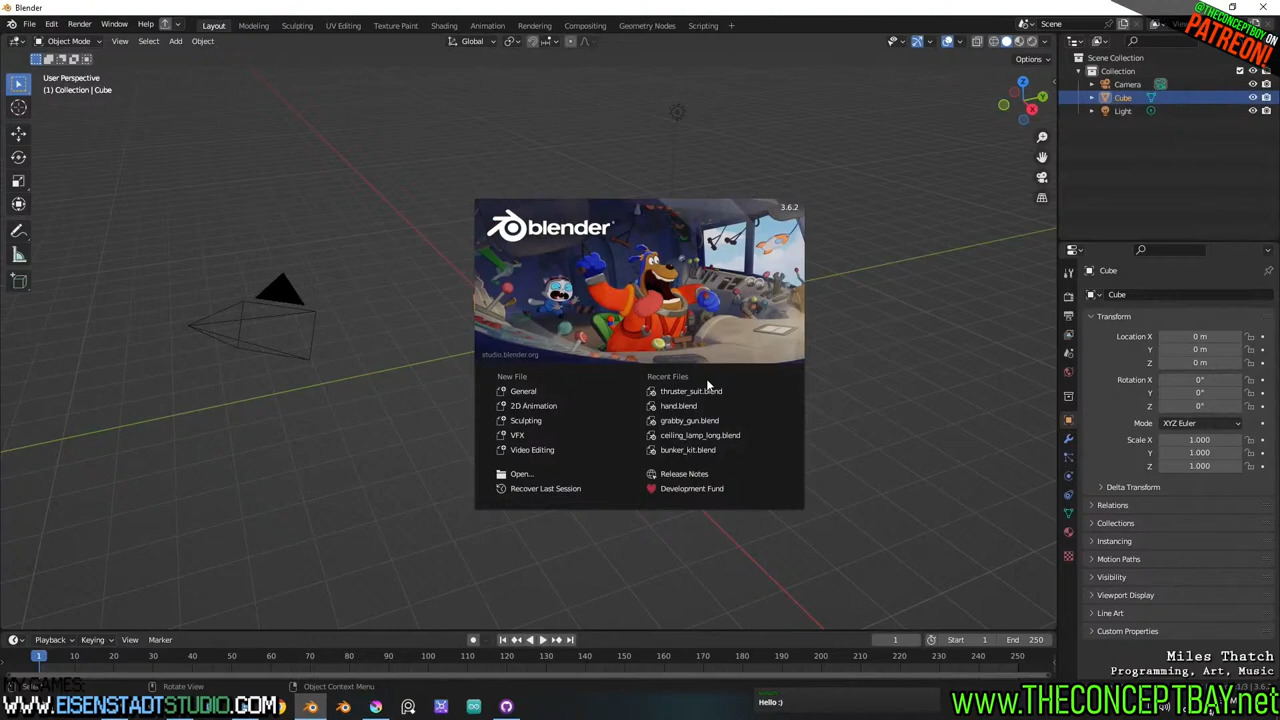 Blender
File Edit Render Window Help Layout Modeling Sculpting UV Editing Texture Paint Shading Animation Rendering Compositing Geometry Nodes Scripting + Scene
@THECONCEPTBOY ON
PATREON!
Object Mode View Select Add Object Global
Options
User Perspective
(1) Collection | Cube
Z
Y
X
Scene Collection
Collection
Camera
Cube
Light
blender
3.6.2
studio.blender.org
New File
General
2D Animation
Sculpting
VFX
Video Editing
Open...
Recover Last Session
Recent Files
thruster_suit.blend
hand.blend
grabby_gun.blend
ceiling_lamp_long.blend
bunker_kit.blend
Release Notes
Development Fund
Cube
Cube
Transform
Location X 0 m
Y 0 m
Z 0 m
Rotation X 0°
Y 0°
Z 0°
Mode XYZ Euler
Scale X 1.000
Y 1.000
Z 1.000
Delta Transform
Relations
Collections
Instancing
Motion Paths
Visibility
Viewport Display
Line Art
Custom Properties
Playback Keying View Marker 1 Start 1 End 250
1 10 20 30 40 50 60 70 80 90 100 110 120 130 140 150 160 170 180 190 200 210 220 230 240 250
Rotate View Object Context Menu
GAMES:
www.EISENSTADTSTUDIO.COM
Hello :)
Miles Thatch
Programming, Art, Music
www.THECONCEPTBAY.net